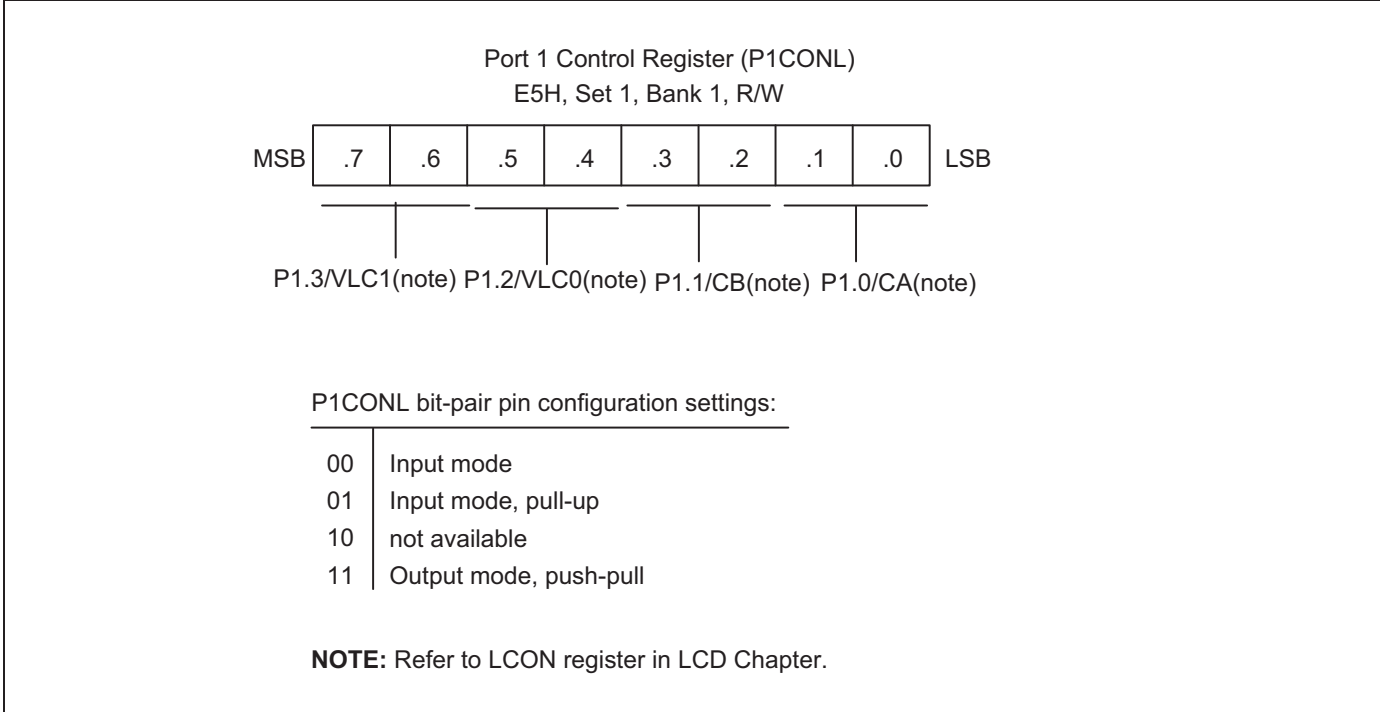 Port 1 Control Register (P1CONL)
E5H, Set 1, Bank 1, R/W
MSB .7 .6 .5 .4 .3 .2 .1 .0 LSB
P1.3/VLC1(note) P1.2/VLC0(note) P1.1/CB(note) P1.0/CA(note)
P1CONL bit-pair pin configuration settings:
00 Input mode
01 Input mode, pull-up
10 not available
11 Output mode, push-pull
NOTE: Refer to LCON register in LCD Chapter.